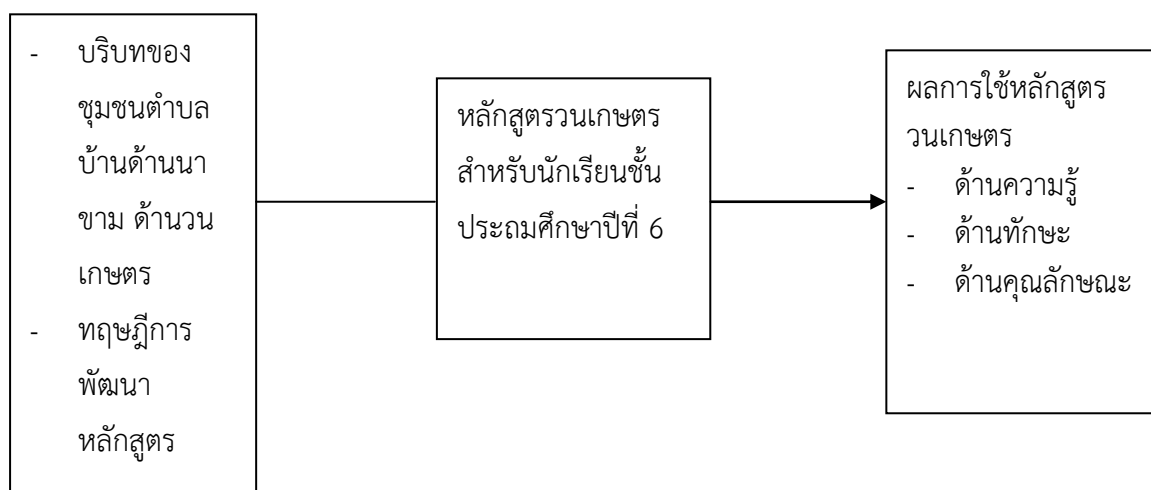 - บริบทของ
ชุมชนตำบล
บ้านด้านนา
ขาม ด้านวน
เกษตร
- ทฤษฎีการ
พัฒนา
หลักสูตร
หลักสูตรวนเกษตร
สำหรับนักเรียนชั้น
ประถมศึกษาปีที่ 6
ผลการใช้หลักสูตร
วนเกษตร
- ด้านความรู้
- ด้านทักษะ
- ด้านคุณลักษณะ